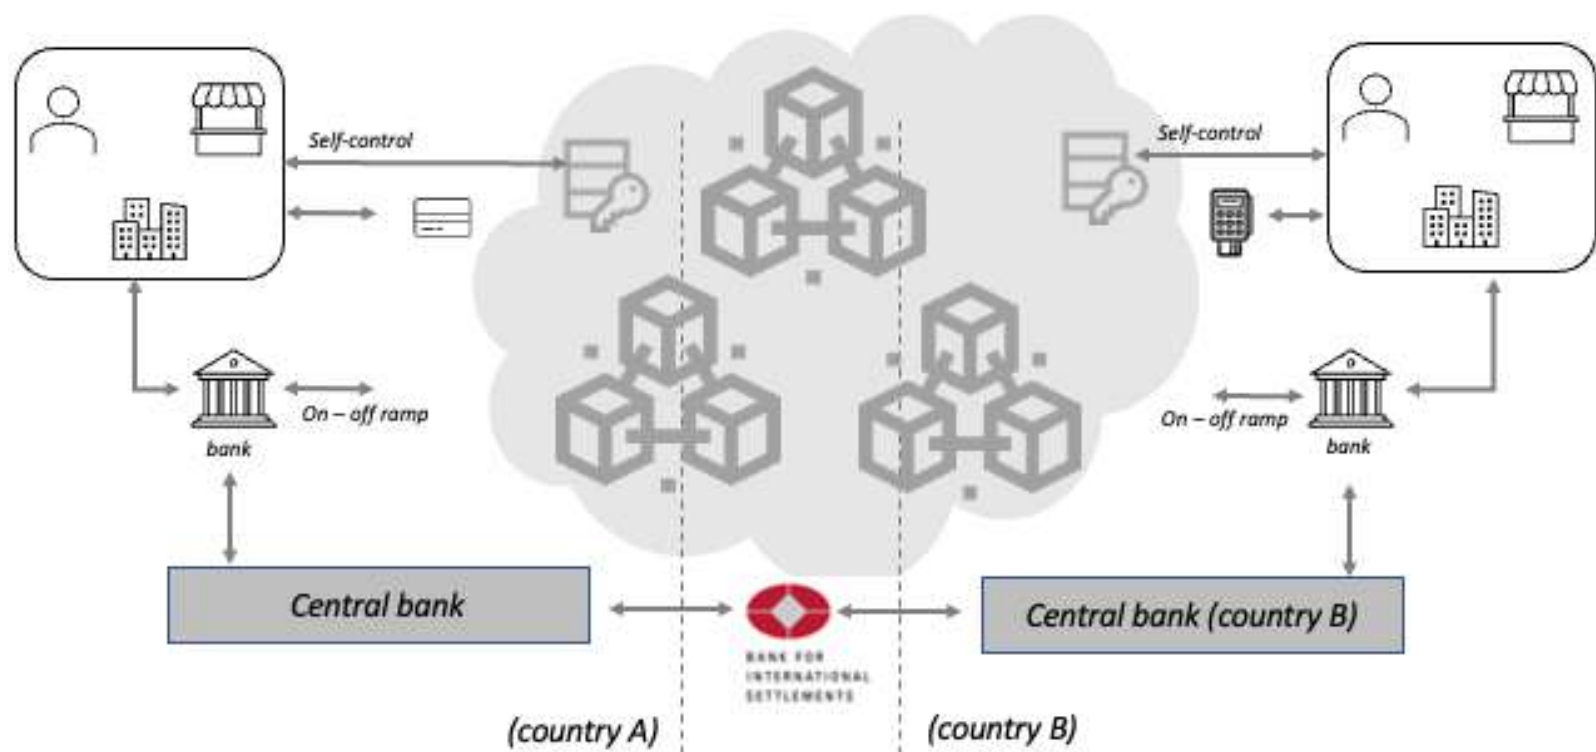 Self-control
Self-control
On – off ramp
On – off ramp
bank
bank
Central bank
Central bank (country B)
BANK FOR
INTERNATIONAL
SETTLEMENTS
(country A)
(country B)